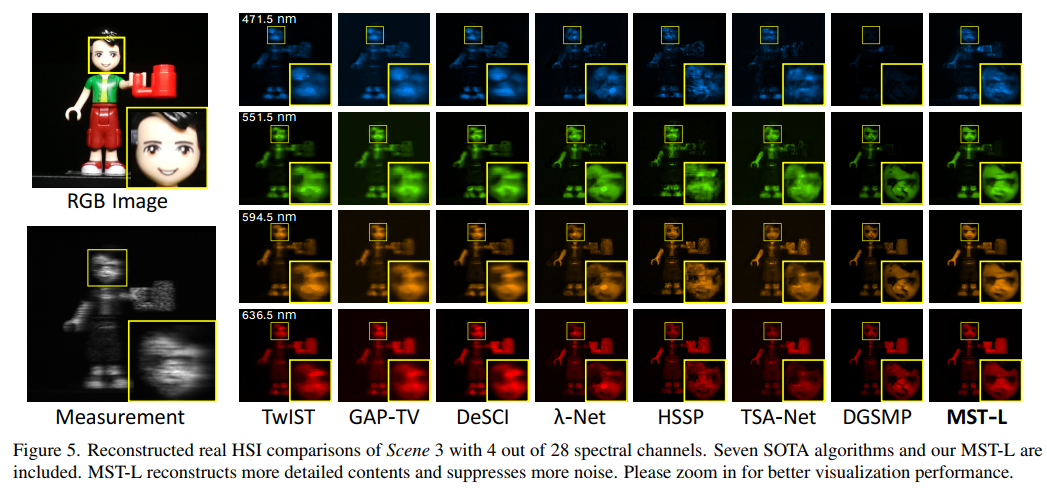 471.5 nm
551.5 nm
594.5 nm
636.5 nm
RGB Image
Measurement
TwIST GAP-TV DeSCI λ-Net HSSP TSA-Net DGSMP MST-L
Figure 5. Reconstructed real HSI comparisons of Scene 3 with 4 out of 28 spectral channels. Seven SOTA algorithms and our MST-L are
included. MST-L reconstructs more detailed contents and suppresses more noise. Please zoom in for better visualization performance.